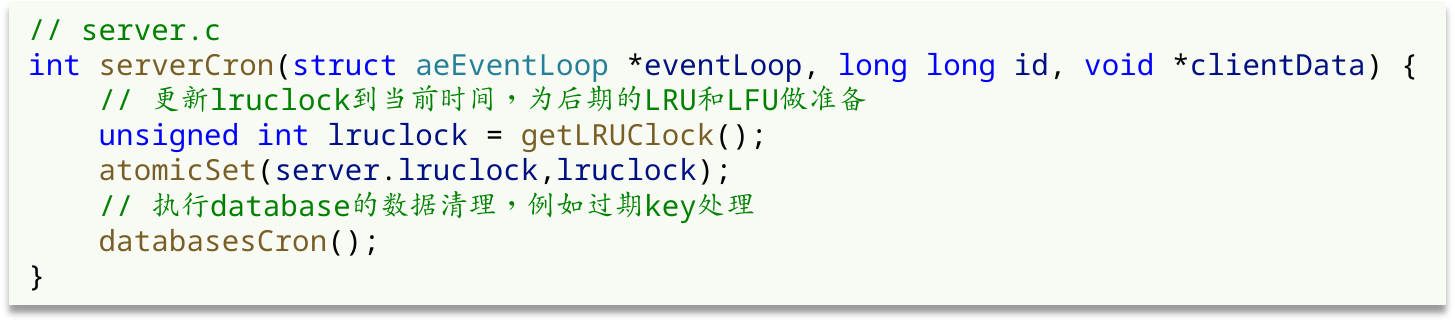 // server.c
int serverCron(struct aeEventLoop *eventLoop, long long id, void *clientData) {
    // 更新lruclock到当前时间，为后期的LRU和LFU做准备
    unsigned int lruclock = getLRUClock();
    atomicSet(server.lruclock,lruclock);
    // 执行database的数据清理，例如过期key处理
    databasesCron();
}